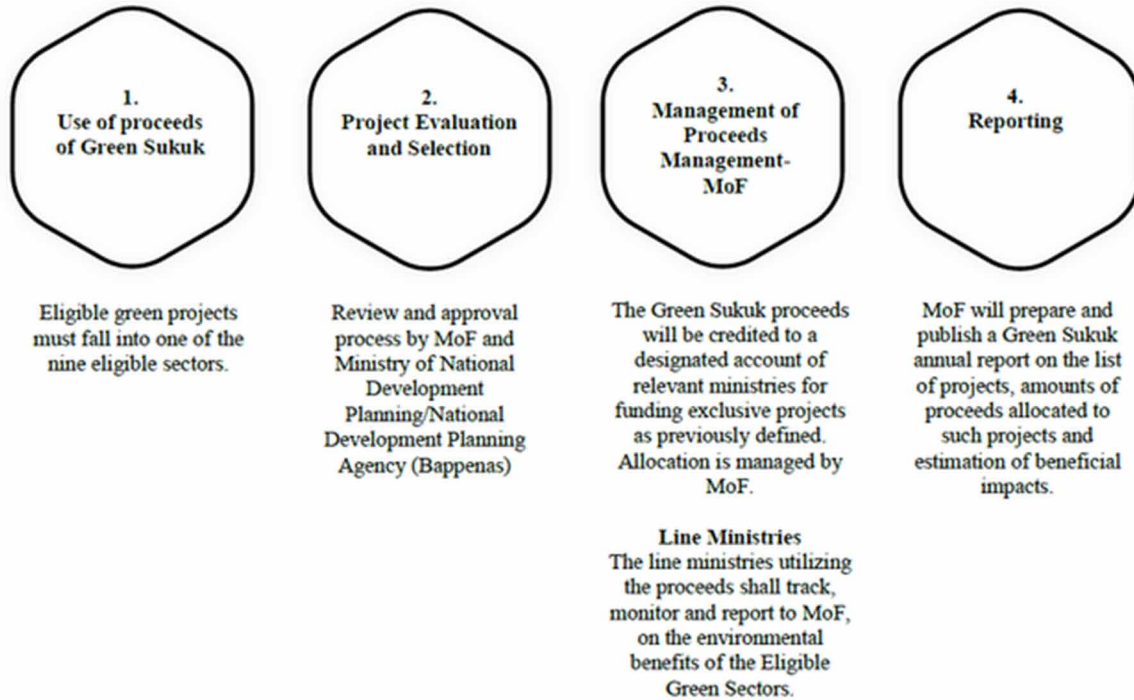 1.
Use of proceeds
of Green Sukuk
Eligible green projects
must fall into one of the
nine eligible sectors.
2.
Project Evaluation
and Selection
Review and approval
process by MoF and
Ministry of National
Development
Planning/National
Development Planning
Agency (Bappenas)
3.
Management of
Proceeds
Management-
MoF
The Green Sukuk proceeds
will be credited to a
designated account of
relevant ministries for
funding exclusive projects
as previously defined.
Allocation is managed by
MoF.
Line Ministries
The line ministries utilizing
the proceeds shall track,
monitor and report to MoF,
on the environmental
benefits of the Eligible
Green Sectors.
4.
Reporting
MoF will prepare and
publish a Green Sukuk
annual report on the list
of projects, amounts of
proceeds allocated to
such projects and
estimation of beneficial
impacts.